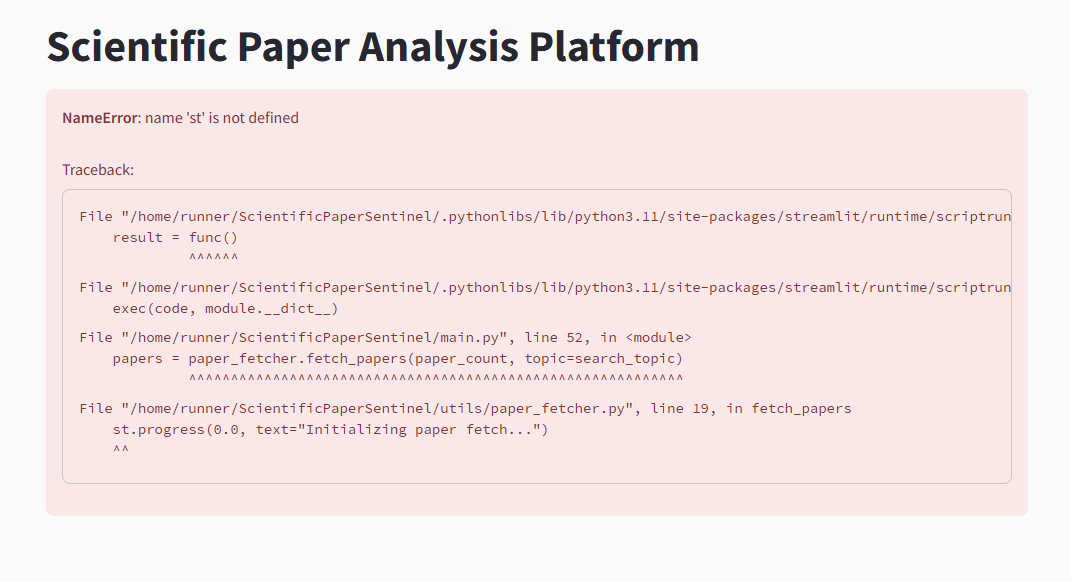 Scientific Paper Analysis Platform
NameError: name 'st' is not defined
Traceback:
File "/home/runner/ScientificPaperSentinel/.pythonlibs/lib/python3.11/site-packages/streamlit/runtime/scriptrun
result = func()
^^^^^^
File "/home/runner/ScientificPaperSentinel/.pythonlibs/lib/python3.11/site-packages/streamlit/runtime/scriptrun
exec(code, module.__dict__)
File "/home/runner/ScientificPaperSentinel/main.py", line 52, in <module>
papers = paper_fetcher.fetch_papers(paper_count, topic=search_topic)
^^^^^^^^^^^^^^^^^^^^^^^^^^^^^^^^^^^^^^^^^^^^^^^^^^^^^^^^^^^
File "/home/runner/ScientificPaperSentinel/utils/paper_fetcher.py", line 19, in fetch_papers
st.progress(0.0, text="Initializing paper fetch...")
^^